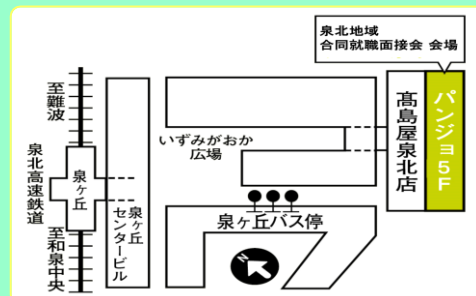 泉北地域
合同就職面接会 会場
パンジョ5F
髙島屋泉北店
いずみがおか
広場
至難波
泉北高速鉄道
泉ヶ丘
至和泉中央
泉ヶ丘
センタービル
泉ヶ丘バス停